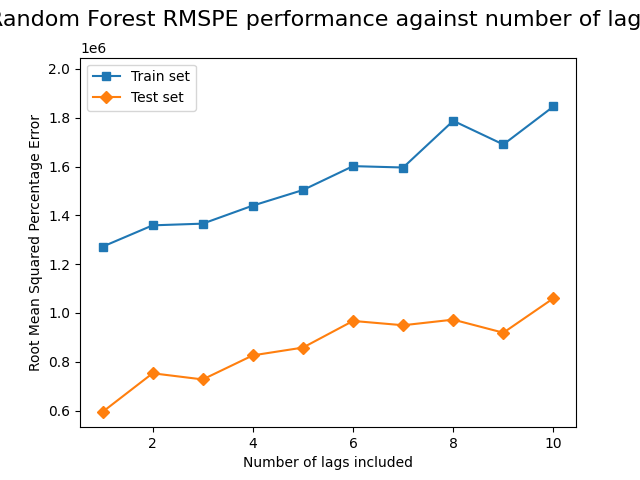 Random Forest RMSPE performance against number of lag
1e6
Train set
Test set
2.0
1.8
1.6
1.4
1.2
1.0
0.8
0.6
Root Mean Squared Percentage Error
2 4 6 8 10
Number of lags included